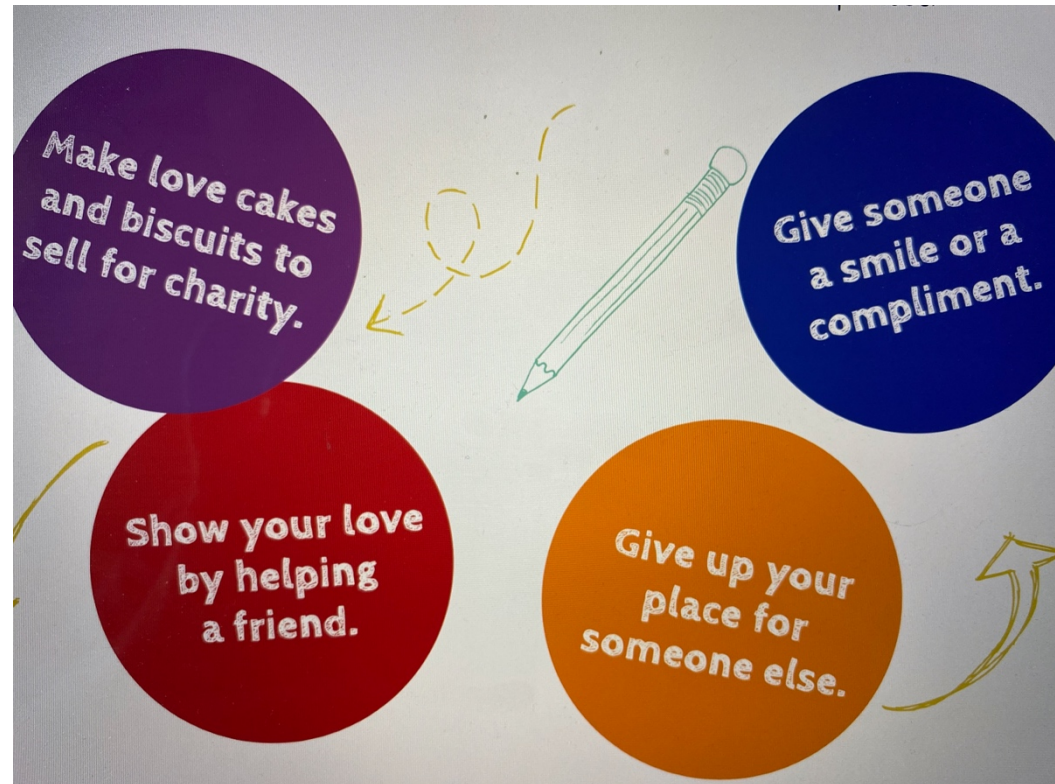 Make love cakes
and biscuits to
sell for charity.
Give someone
a smile or a
compliment.
Show your love
by helping
a friend.
Give up your
place for
someone else.